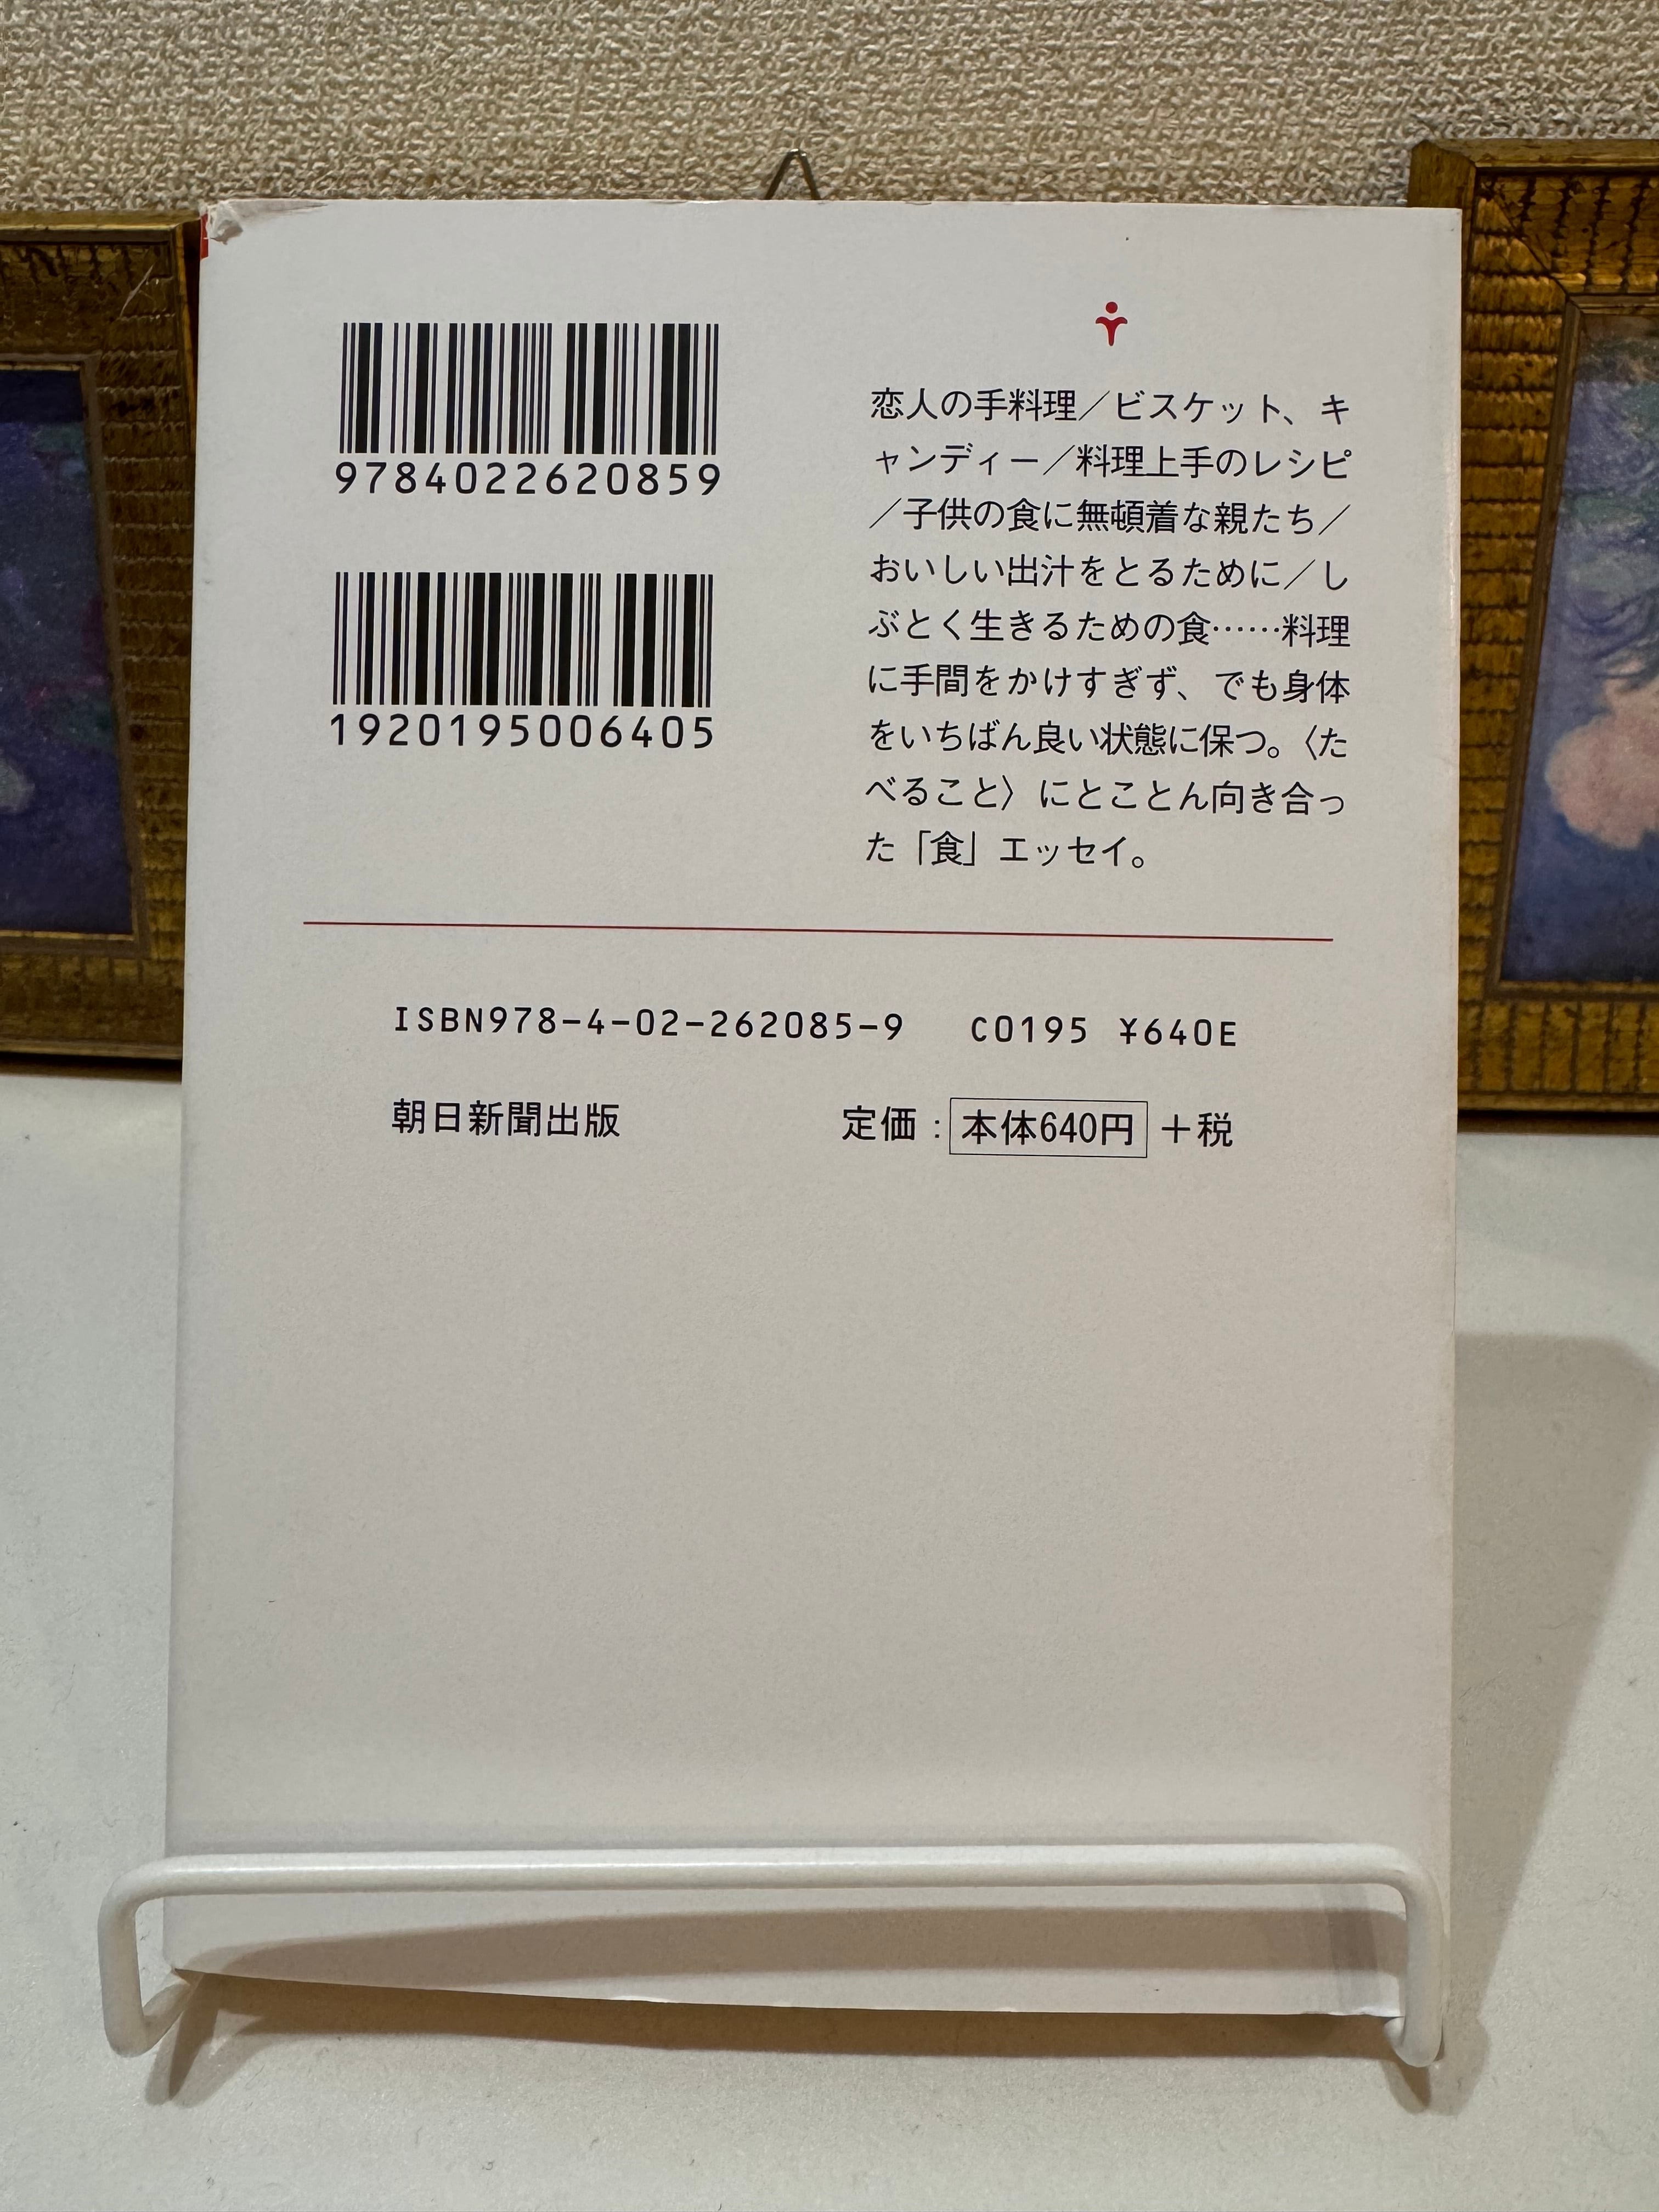 9784022620859
1920195006405
恋人の手料理／ビスケット、キ
ャンディー／料理上手のレシピ
／子供の食に無頓着な親たち／
おいしい出汁をとるために／し
ぶとく生きるための食……料理
に手間をかけすぎず、でも身体
をいちばん良い状態に保つ。〈た
べること〉にとことん向き合っ
た「食」エッセイ。
ISBN978-4-02-262085-9 C0195 ¥640E
朝日新聞出版 定価：本体640円＋税